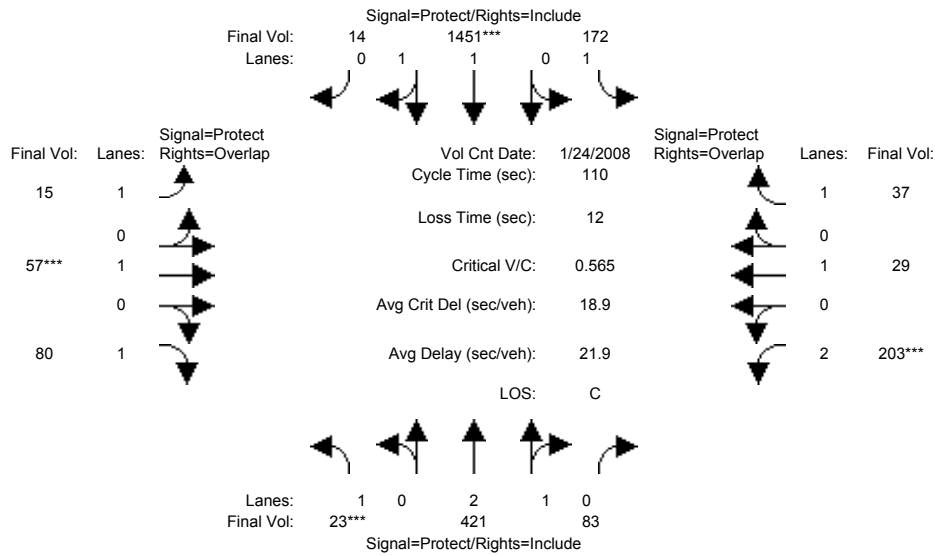 Signal=Protect/Rights=Include
Final Vol: 14 1451*** 172
Lanes: 0 1 1 0 1
Signal=Protect
Final Vol: Lanes: Rights=Overlap
Vol Cnt Date: 1/24/2008
Signal=Protect
Rights=Overlap Lanes: Final Vol:
Cycle Time (sec): 110
15 1
1 37
Loss Time (sec): 12
0
0
57*** 1
Critical V/C: 0.565
1 29
0
Avg Crit Del (sec/veh): 18.9
0
80 1
Avg Delay (sec/veh): 21.9
2 203***
LOS: C
Lanes: 1 0 2 1 0
Final Vol: 23*** 421 83
Signal=Protect/Rights=Include